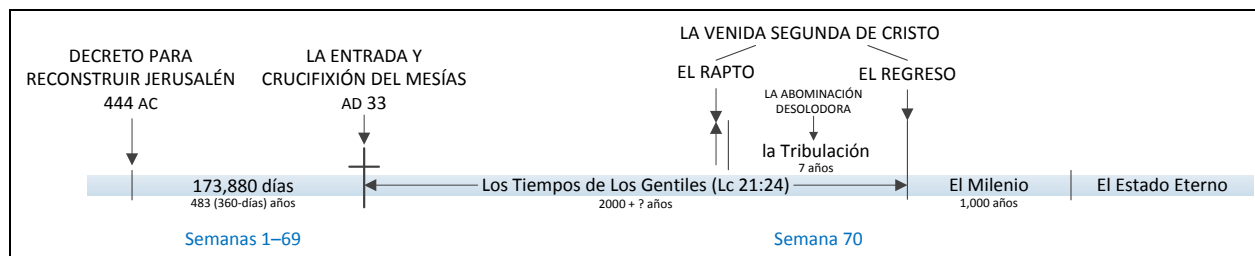 LA VENIDA SEGUNDA DE CRISTO
DECRETO PARA
RECONSTRUIR JERUSALÉN
444 AC
LA ENTRADA Y
CRUCIFIXIÓN DEL MESÍAS
AD 33
EL RAPTO
EL REGRESO
LA ABOMINACIÓN
DESOLODORA
la Tribulación
7 años
173,880 días
483 (360-días) años
Los Tiempos de Los Gentiles (Lc 21:24)
2000 + ? años
El Milenio
1,000 años
El Estado Eterno
Semanas 1–69
Semana 70